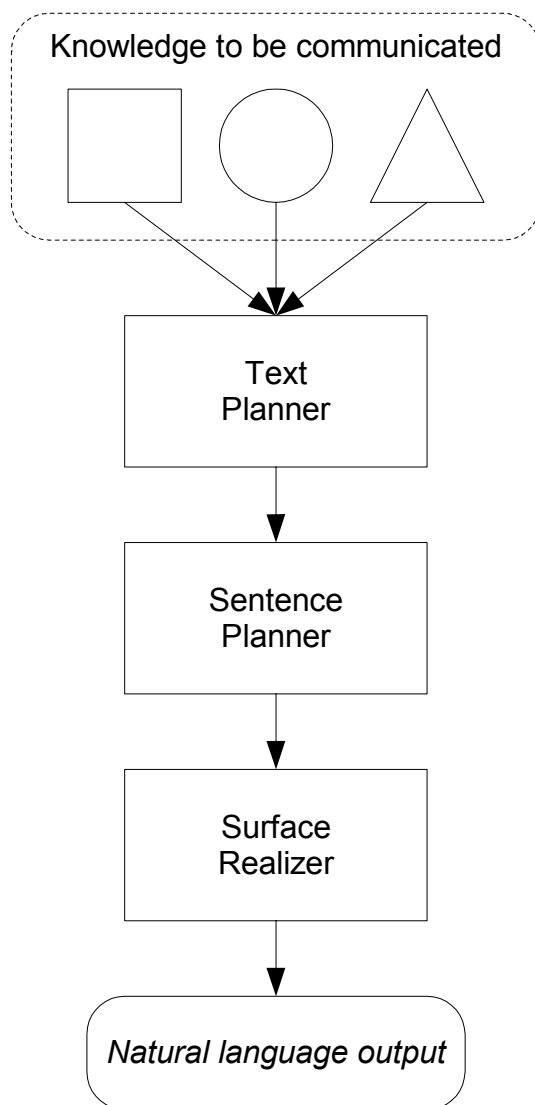 Knowledge to be communicated
Text
Planner
Sentence
Planner
Surface
Realizer
Natural language output